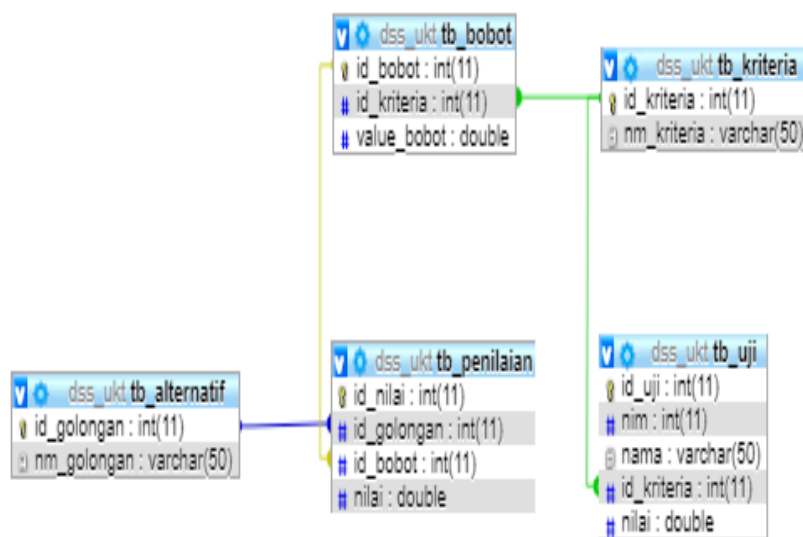 dss_ukt tb_bobot
id_bobot : int(11)
id_kriteria : int(11)
value_bobot : double
dss_ukt tb_kriteria
id_kriteria : int(11)
nm_kriteria : varchar(50)
dss_ukt tb_alternatif
id_golongan : int(11)
nm_golongan : varchar(50)
dss_ukt tb_penilaian
id_nilai : int(11)
id_golongan : int(11)
id_bobot : int(11)
nilai : double
dss_ukt tb_uji
id_uji : int(11)
nim : int(11)
nama : varchar(50)
id_kriteria : int(11)
nilai : double